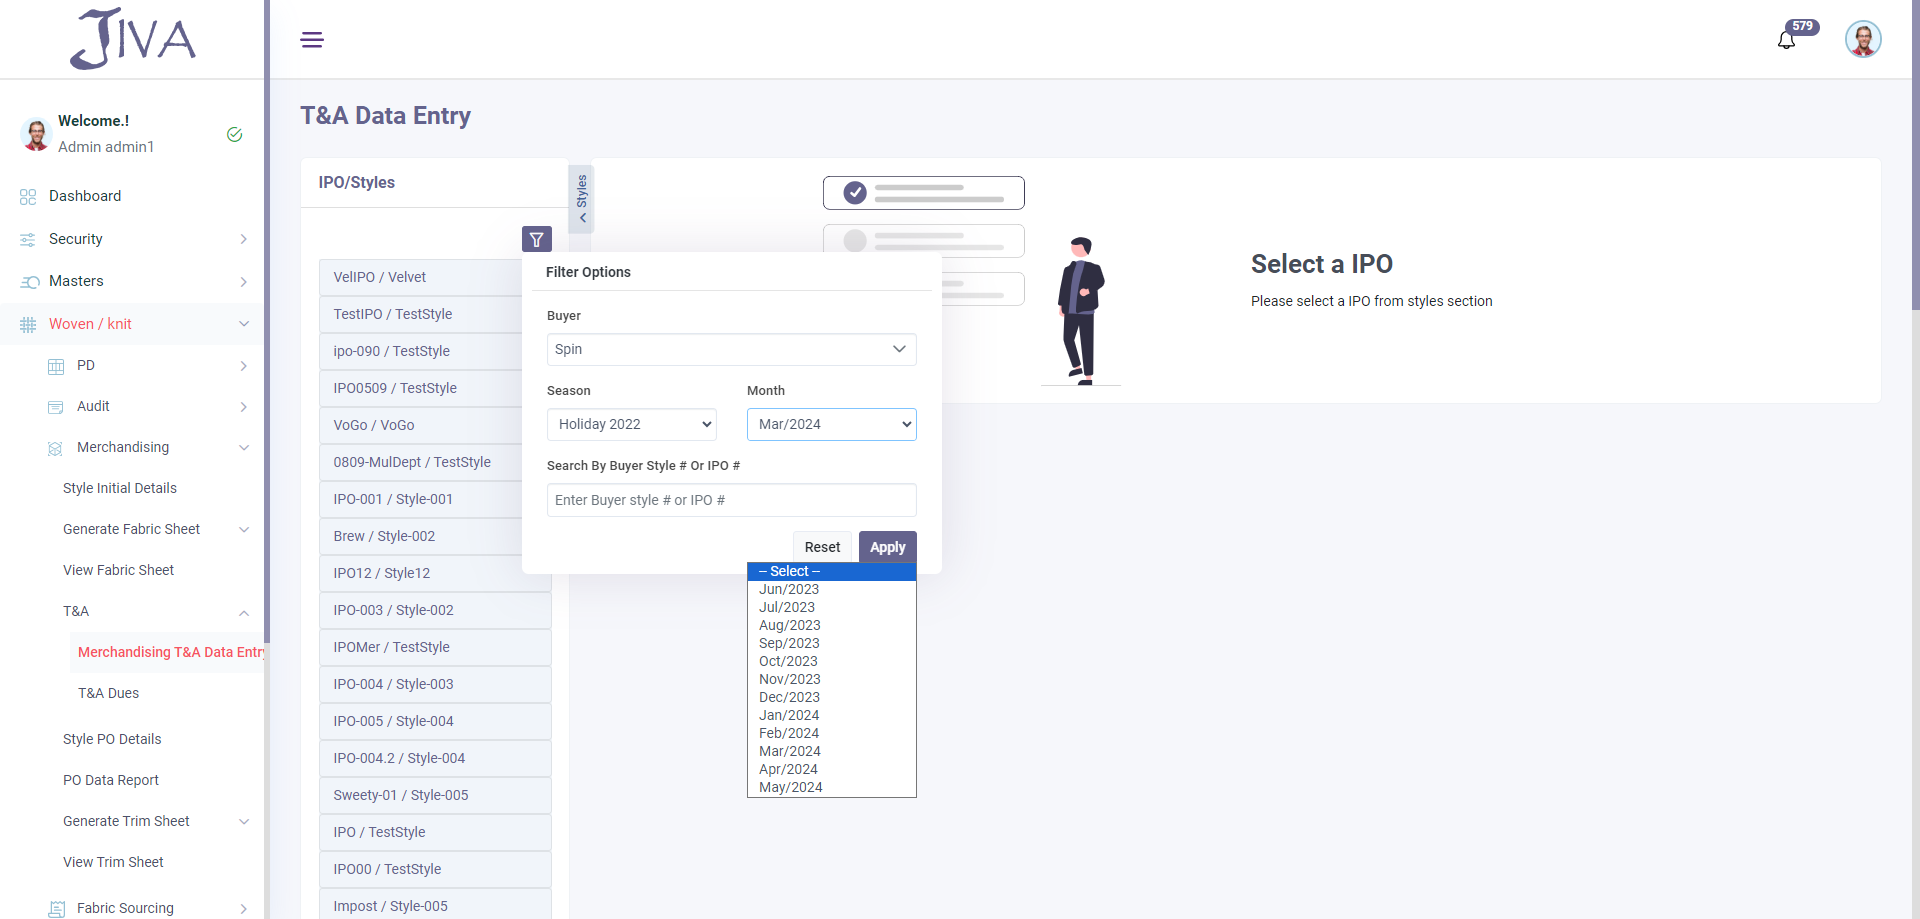 JIVA
579
Welcome.!
Admin admin1
Dashboard
Security
Masters
Woven / knit
PD
Audit
Merchandising
Style Initial Details
Generate Fabric Sheet
View Fabric Sheet
T&A
Merchandising T&A Data Entry
T&A Dues
Style PO Details
PO Data Report
Generate Trim Sheet
View Trim Sheet
Fabric Sourcing
T&A Data Entry
IPO/Styles
Styles
VelIPO / Velvet
TestIPO / TestStyle
ipo-090 / TestStyle
IPO0509 / TestStyle
VoGo / VoGo
0809-MulDept / TestStyle
IPO-001 / Style-001
Brew / Style-002
IPO12 / Style12
IPO-003 / Style-002
IPOMer / TestStyle
IPO-004 / Style-003
IPO-005 / Style-004
IPO-004.2 / Style-004
Sweety-01 / Style-005
IPO / TestStyle
IPO00 / TestStyle
Impost / Style-005
Filter Options
Buyer
Spin
Season
Month
Holiday 2022
Mar/2024
Search By Buyer Style # Or IPO #
Enter Buyer style # or IPO #
Reset
Apply
-- Select --
Jun/2023
Jul/2023
Aug/2023
Sep/2023
Oct/2023
Nov/2023
Dec/2023
Jan/2024
Feb/2024
Mar/2024
Apr/2024
May/2024
Select a IPO
Please select a IPO from styles section